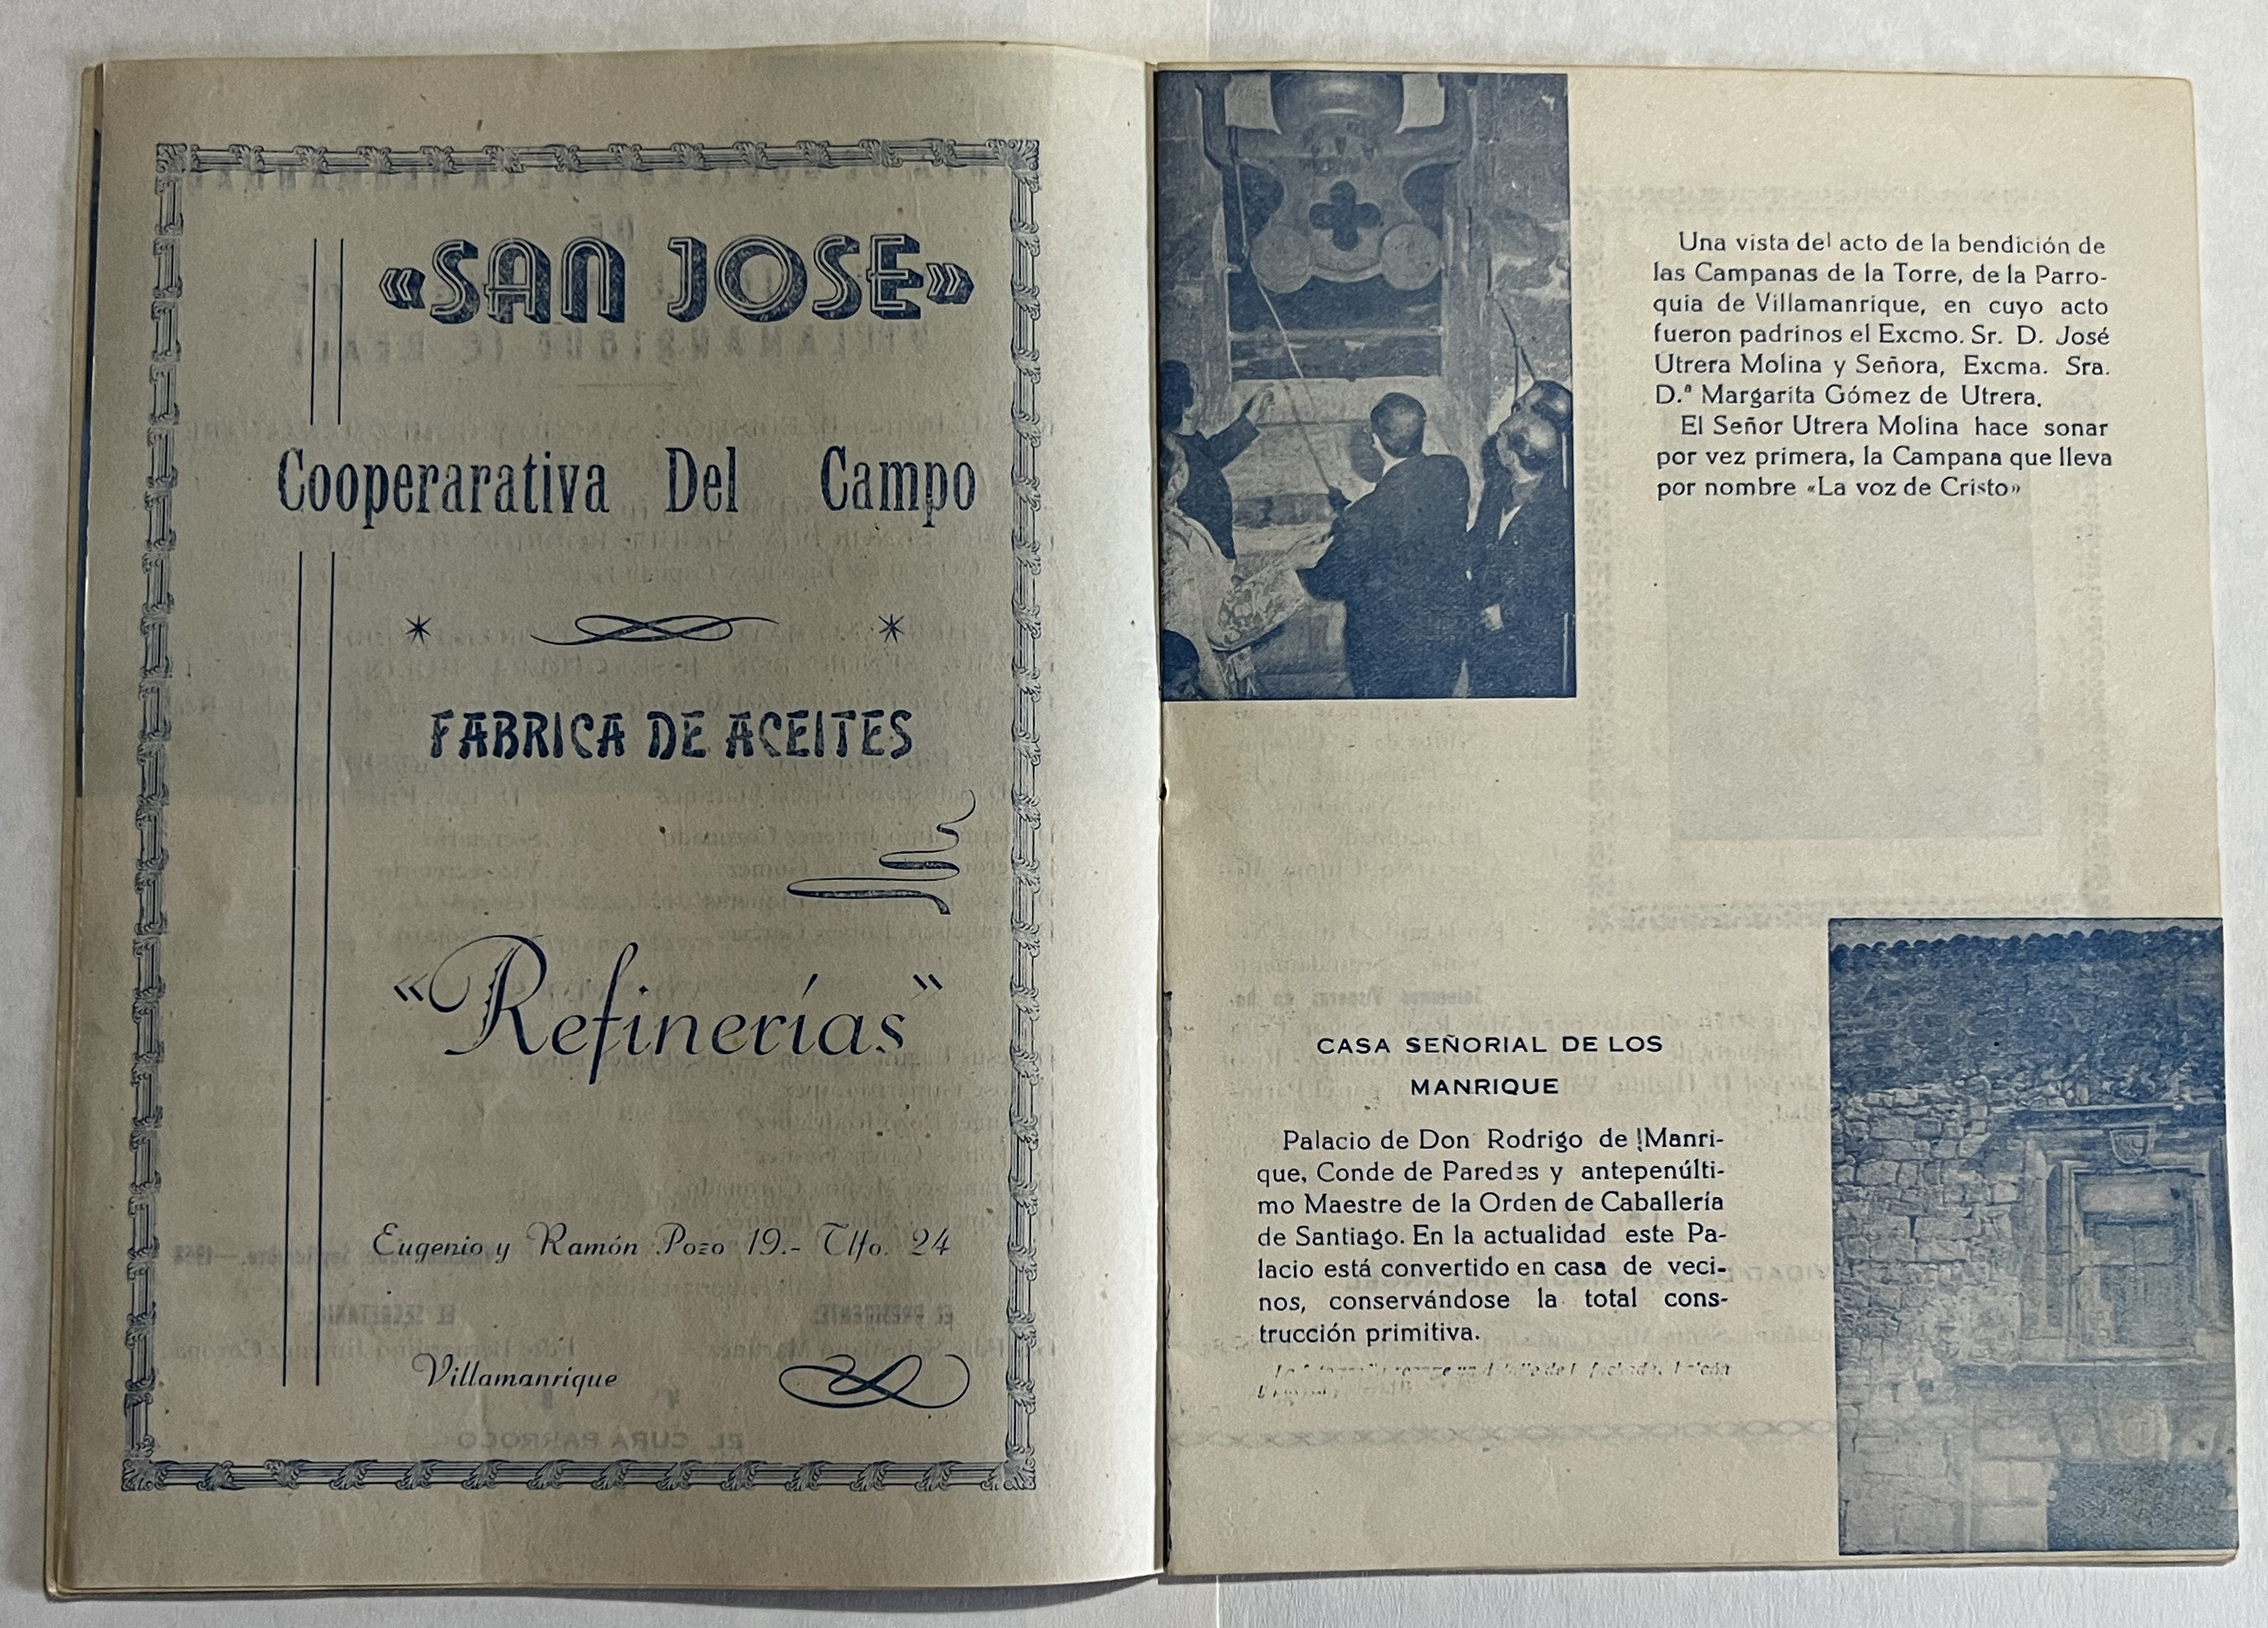 «SAN JOSE»
Cooperarativa Del Campo
FABRICA DE ACEITES
“Refinerías”
Eugenio y Ramón Pozo 19.- Tlfo. 24
Villamanrique
Una vista del acto de la bendición de
las Campanas de la Torre, de la Parro-
quia de Villamanrique, en cuyo acto
fueron padrinos el Excmo. Sr. D. José
Utrera Molina y Señora, Excma. Sra.
D.ª Margarita Gómez de Utrera.
El Señor Utrera Molina hace sonar
por vez primera, la Campana que lleva
por nombre «La voz de Cristo»
CASA SEÑORIAL DE LOS
MANRIQUE
Palacio de Don Rodrigo de Manri-
que, Conde de Paredes y antepenúlti-
mo Maestre de la Orden de Caballería
de Santiago. En la actualidad este Pa-
lacio está convertido en casa de veci-
nos, conservándose la total cons-
trucción primitiva.